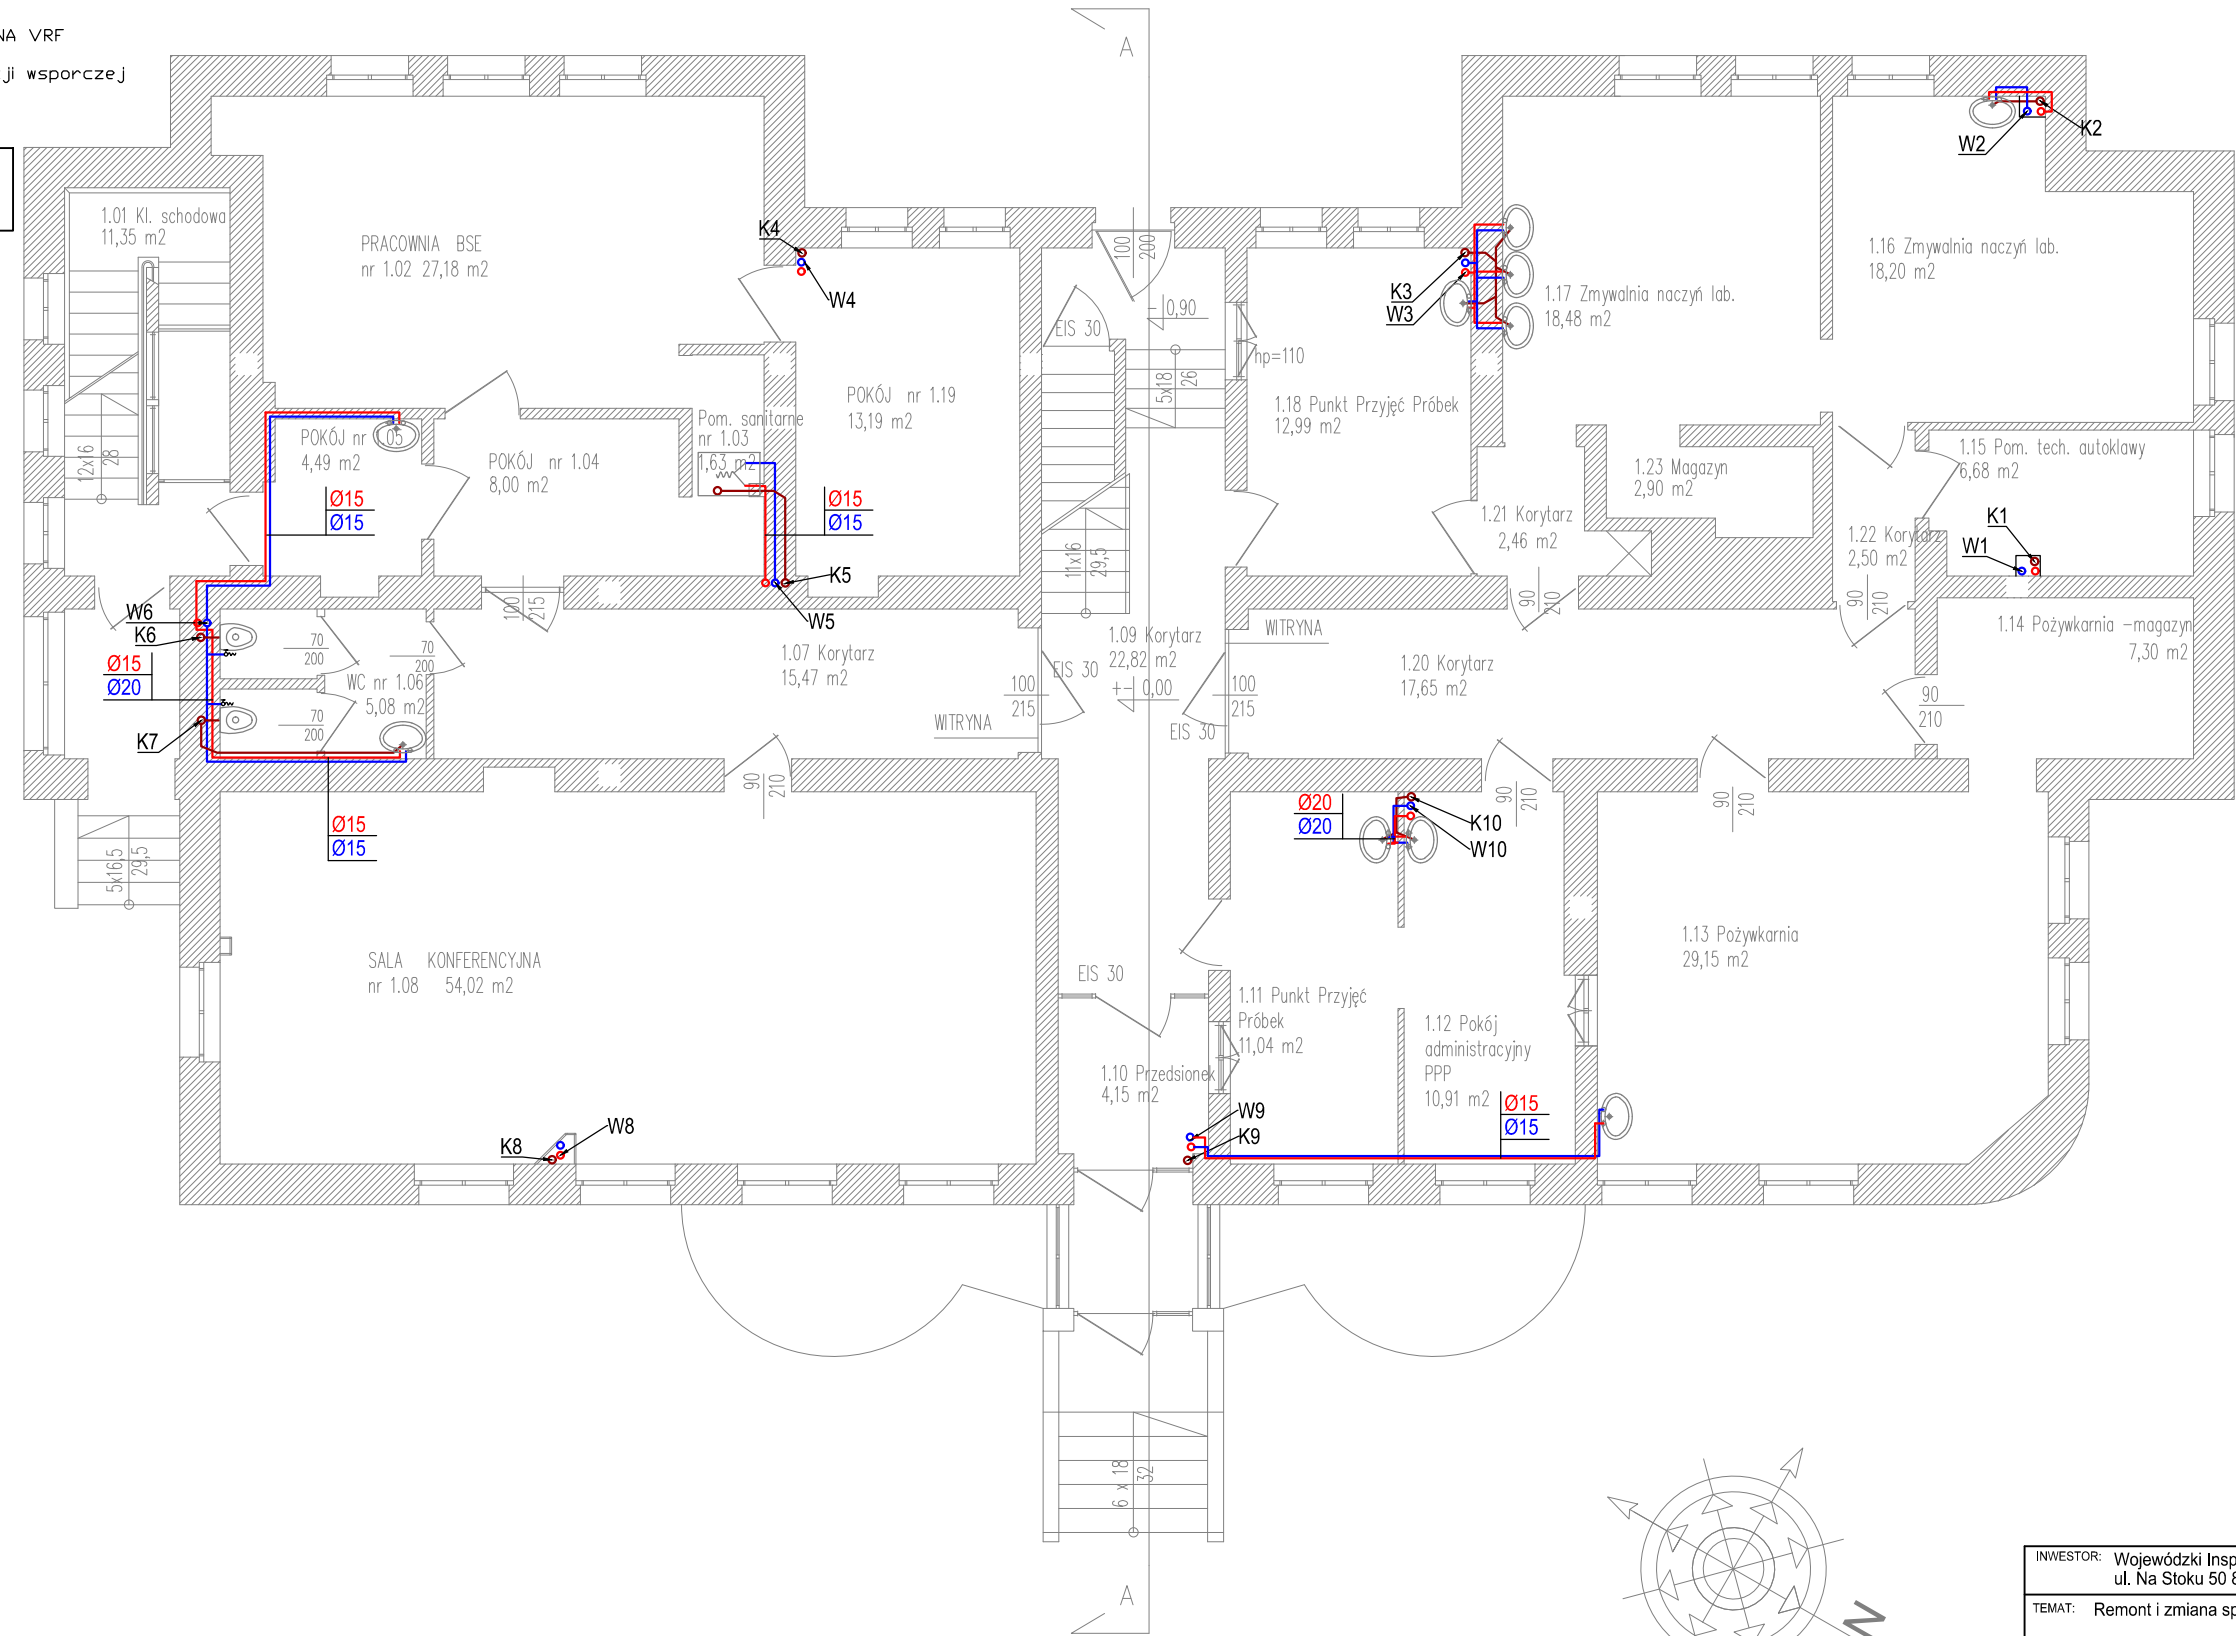 NA VRF
ji wsporczej
A
K2
W2
1.01 Kl. schodowa
11,35 m2
PRACOWNIA BSE
nr 1.02 27,18 m2
K4
W4
100
200
- 0,90
EIS 30
K3
W3
1.17 Zmywalnia naczyń lab.
18,48 m2
1.16 Zmywalnia naczyń lab.
18,20 m2
hp=110
5x18
26
POKÓJ nr 1.19
13,19 m2
1.18 Punkt Przyjęć Próbek
12,99 m2
Pom. sanitarne
nr 1.03
1,63 m2
POKÓJ nr 1.05
4,49 m2
POKÓJ nr 1.04
8,00 m2
12x16
28
Ø15
Ø15
Ø15
Ø15
1.23 Magazyn
2,90 m2
1.15 Pom. tech. autoklawy
6,68 m2
1.21 Korytarz
2,46 m2
1.22 Korytarz
2,50 m2
K1
W1
11x16
29,5
K5
W5
100
215
90
210
90
210
W6
K6
Ø15
Ø20
K7
70
200
70
200
70
200
WC nr 1.06
5,08 m2
1.07 Korytarz
15,47 m2
WITRYNA
100
215
EIS 30
1.09 Korytarz
22,82 m2
+- 0,00
EIS 30
WITRYNA
100
215
1.20 Korytarz
17,65 m2
1.14 Pożywkarnia -magazyn
7,30 m2
90
210
90
210
90
210
90
210
Ø15
Ø15
5x16,5
29,5
Ø20
Ø20
K10
W10
SALA KONFERENCYJNA
nr 1.08 54,02 m2
EIS 30
1.13 Pożywkarnia
29,15 m2
1.11 Punkt Przyjęć
Próbek
11,04 m2
1.12 Pokój
administracyjny
PPP
10,91 m2
1.10 Przedsionek
4,15 m2
Ø15
Ø15
W9
K9
K8
W8
6 x 18
32
A
N
INWESTOR: Wojewódzki Insp
ul. Na Stoku 50 8
TEMAT: Remont i zmiana sp